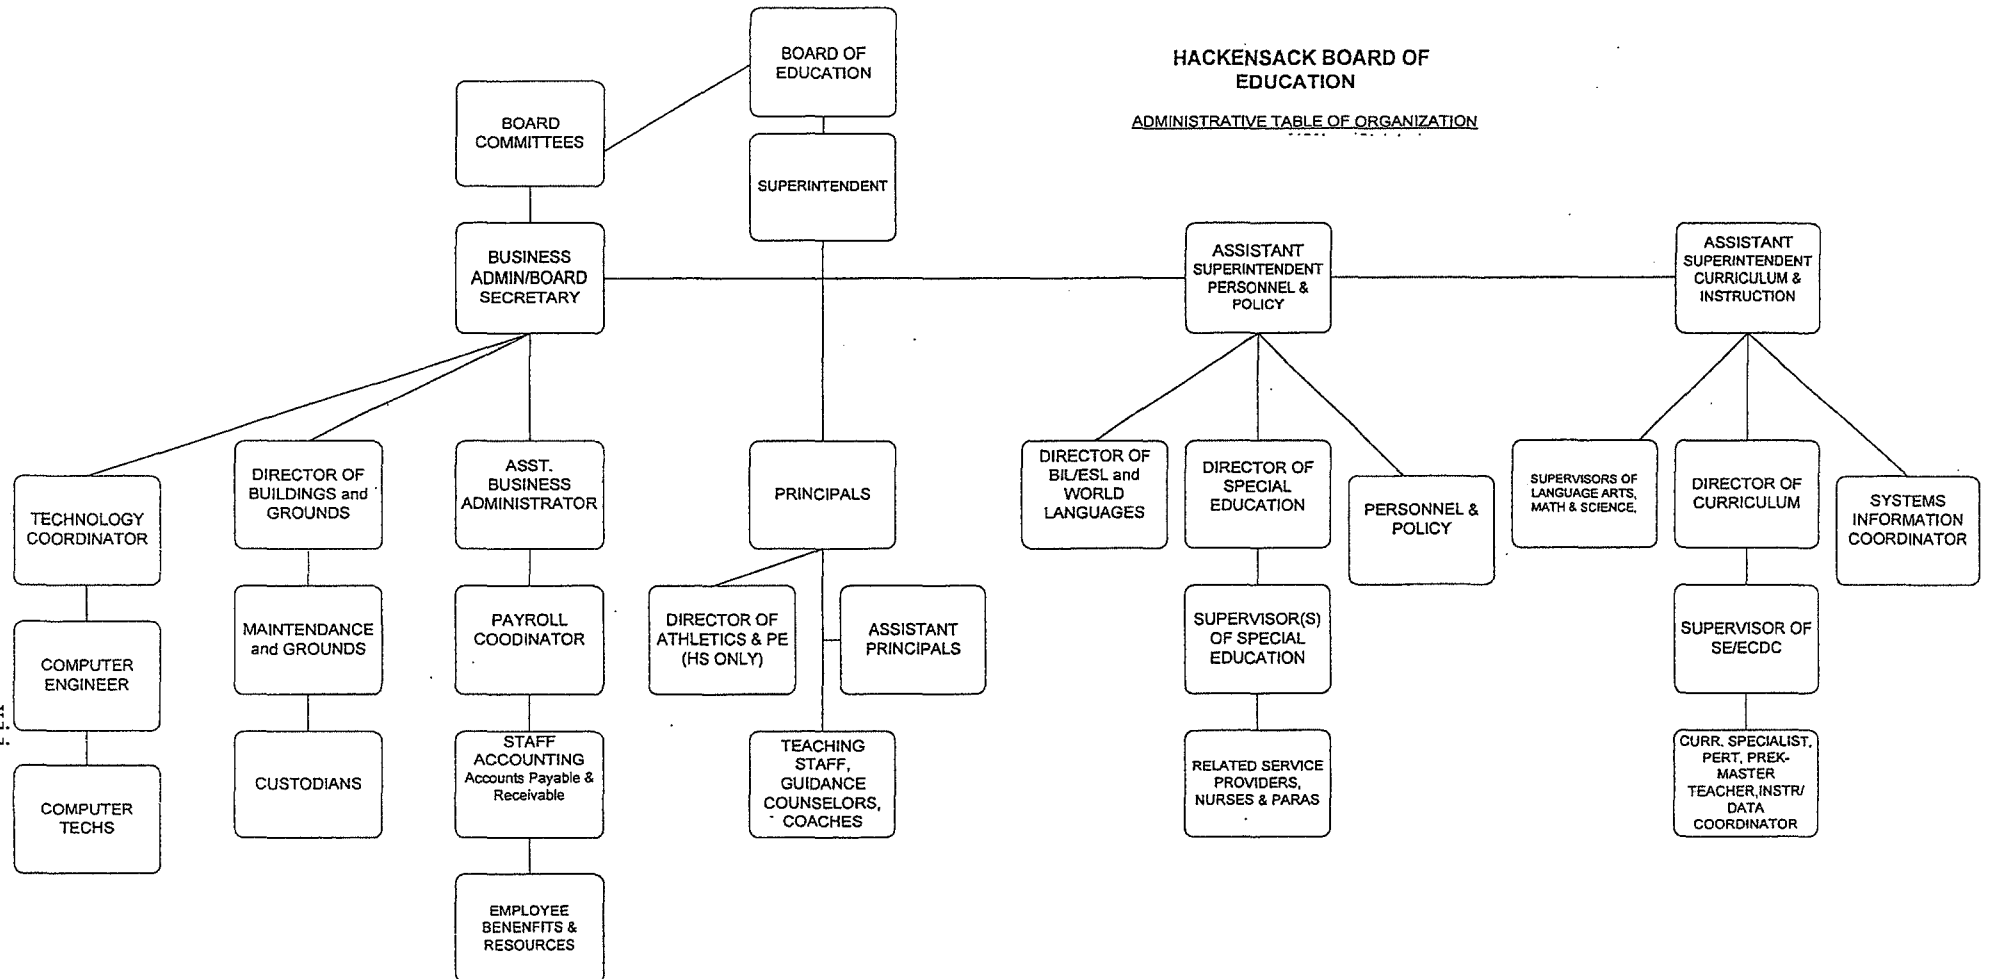 BOARD OF
EDUCATION
HACKENSACK BOARD OF
EDUCATION
ADMINISTRATIVE TABLE OF ORGANIZATION
BOARD
COMMITTEES
SUPERINTENDENT
BUSINESS
ADMIN/BOARD
SECRETARY
ASSISTANT
SUPERINTENDENT
PERSONNEL &
POLICY
ASSISTANT
SUPERINTENDENT
CURRICULUM &
INSTRUCTION
TECHNOLOGY
COORDINATOR
DIRECTOR OF
BUILDINGS and
GROUNDS
ASST.
BUSINESS
ADMINISTRATOR
PRINCIPALS
DIRECTOR OF
BIL/ESL and
WORLD
LANGUAGES
DIRECTOR OF
SPECIAL
EDUCATION
PERSONNEL &
POLICY
SUPERVISORS OF
LANGUAGE ARTS,
MATH & SCIENCE,
DIRECTOR OF
CURRICULUM
SYSTEMS
INFORMATION
COORDINATOR
COMPUTER
ENGINEER
MAINTENDANCE
and GROUNDS
PAYROLL
COODINATOR
DIRECTOR OF
ATHLETICS & PE
(HS ONLY)
ASSISTANT
PRINCIPALS
SUPERVISOR(S)
OF SPECIAL
EDUCATION
SUPERVISOR OF
SE/ECDC
COMPUTER
TECHS
CUSTODIANS
STAFF
ACCOUNTING
Accounts Payable &
Receivable
TEACHING
STAFF,
GUIDANCE
COUNSELORS,
COACHES
RELATED SERVICE
PROVIDERS,
NURSES & PARAS
CURR. SPECIALIST,
PERT, PREK-
MASTER
TEACHER,INSTR/
DATA
COORDINATOR
EMPLOYEE
BENENFITS &
RESOURCES